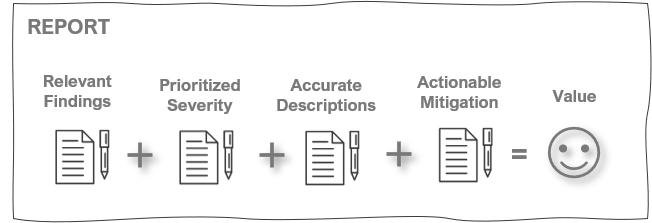 REPORT
Relevant
Findings
Prioritized
Severity
Accurate
Descriptions
Actionable
Mitigation
Value
+ + + + =